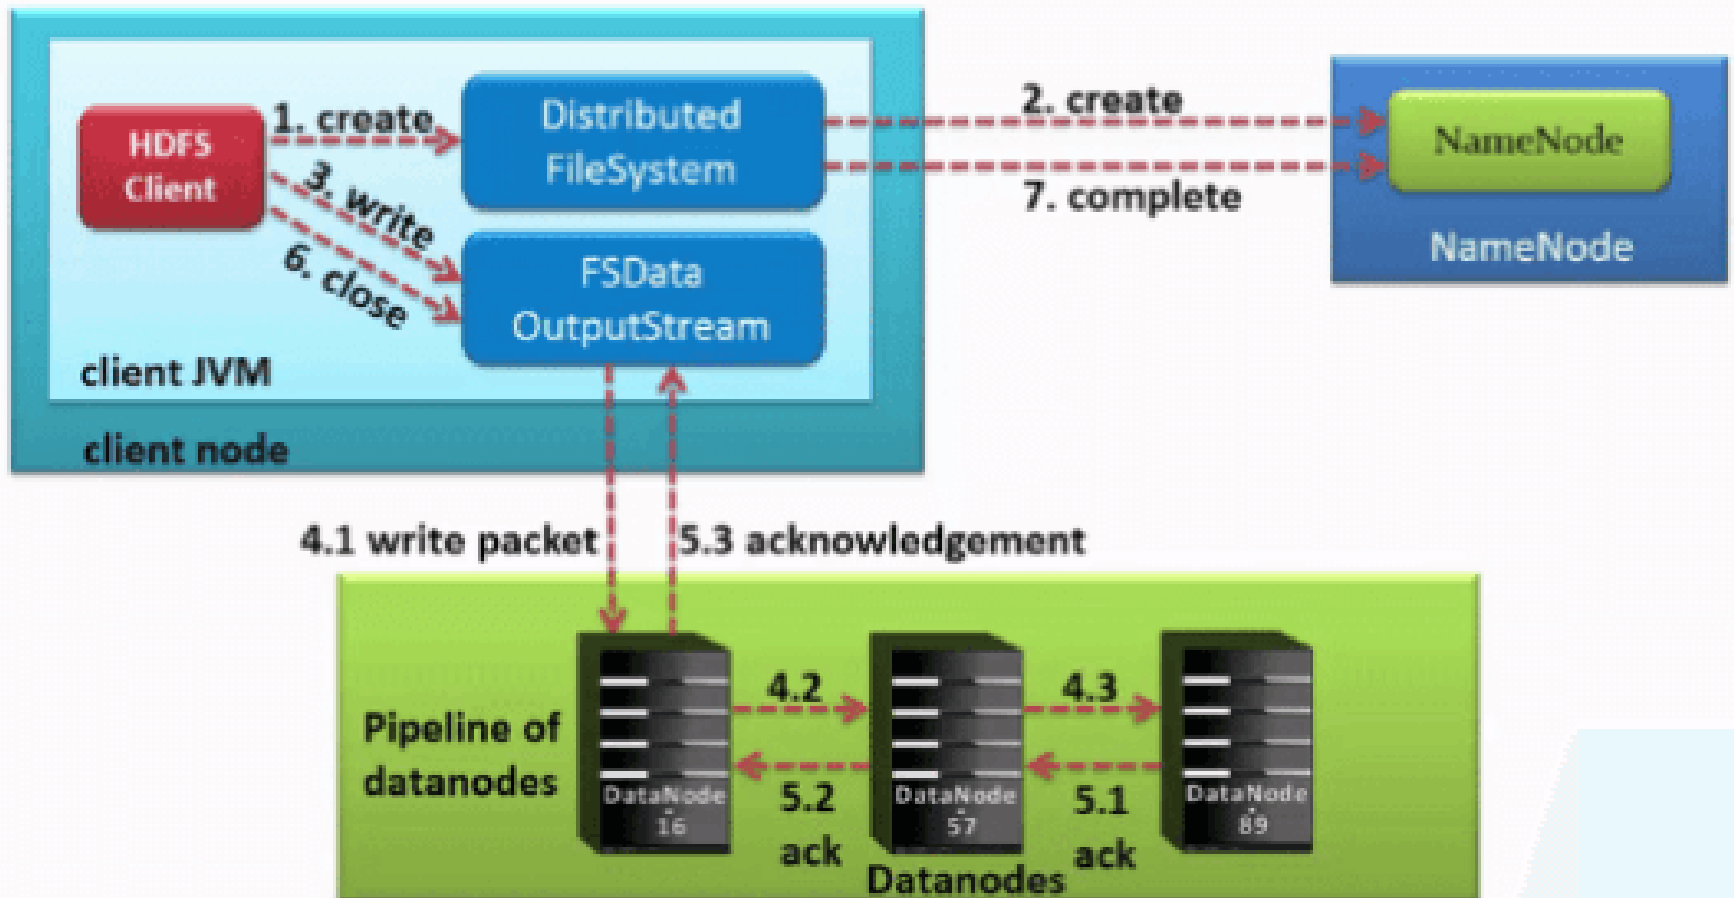 HDFS
Client
1. create
3. write
6. close
Distributed
FileSystem
FSData
OutputStream
client JVM
client node
2. create
7. complete
NameNode
NameNode
4.1 write packet
5.3 acknowledgement
Pipeline of
datanodes
4.2
4.3
5.2
ack
5.1
ack
DataNode
-
16
DataNode
-
57
DataNode
-
89
Datanodes